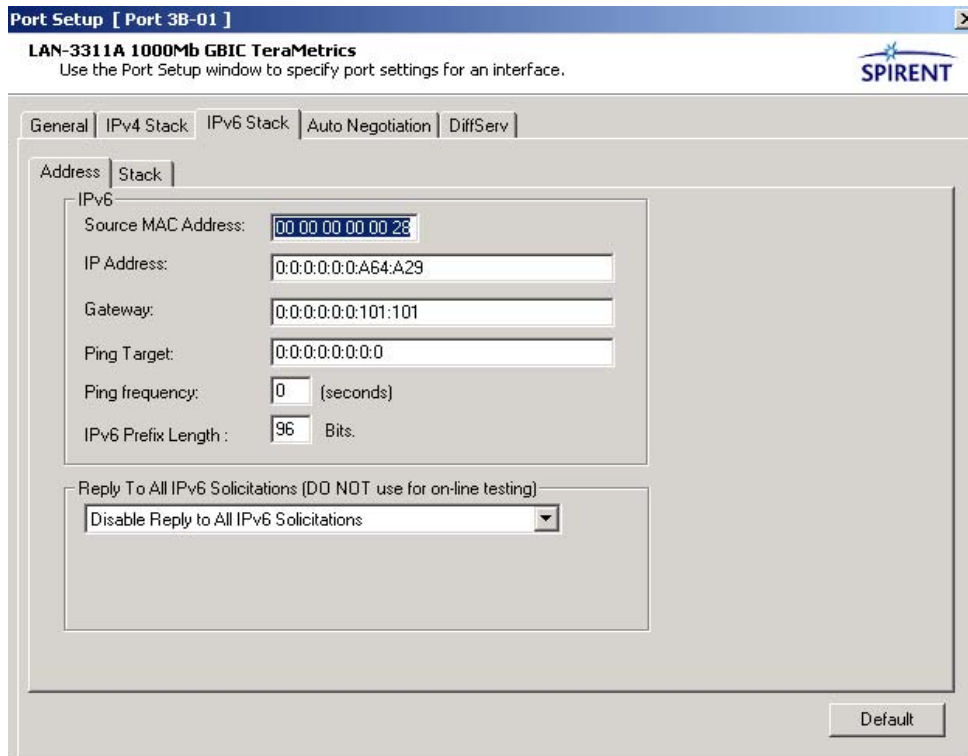 Port Setup [ Port 3B-01 ]
LAN-3311A 1000Mb GBIC TeraMetrics
Use the Port Setup window to specify port settings for an interface.
SPIRENT
General IPv4 Stack IPv6 Stack Auto Negotiation DiffServ
Address Stack
IPv6
Source MAC Address: 00 00 00 00 00 28
IP Address: 0:0:0:0:0:0:A64:A29
Gateway: 0:0:0:0:0:0:101:101
Ping Target: 0:0:0:0:0:0:0:0
Ping frequency: 0 (seconds)
IPv6 Prefix Length : 96 Bits.
Reply To All IPv6 Solicitations (DO NOT use for on-line testing)
Disable Reply to All IPv6 Solicitations
Default